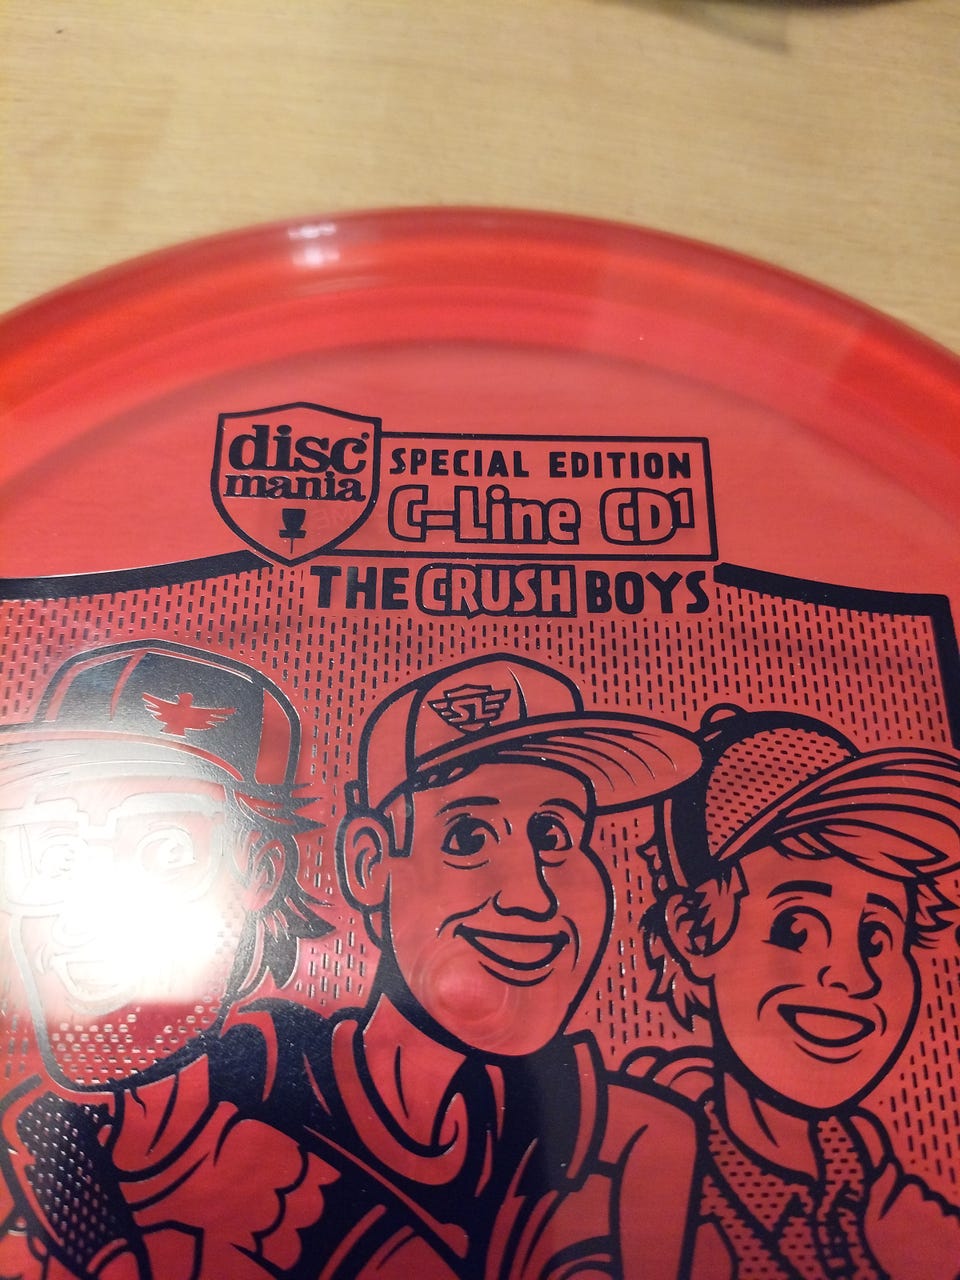 disc
mania
SPECIAL EDITION
C-Line CD1
THE CRUSH BOYS